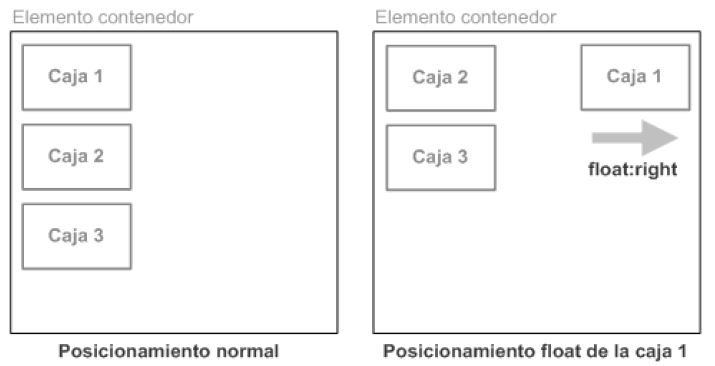 Elemento contenedor
Caja 1
Caja 2
Caja 3
Posicionamiento normal
Elemento contenedor
Caja 2
Caja 1
Caja 3
float:right
Posicionamiento float de la caja 1